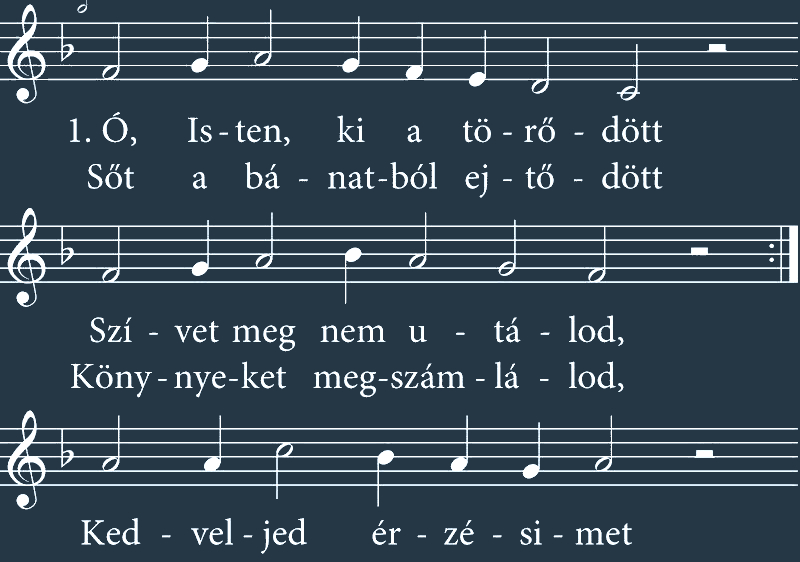 1. Ó, Is - ten, ki a tö - rő - dött
Sőt a bá - nat-ból ej - tő - dött
Szí - vet meg nem u - tá - lod,
Köny - nye-ket meg-szám - lá - lod,
Ked - vel - jed ér - zé - si - met